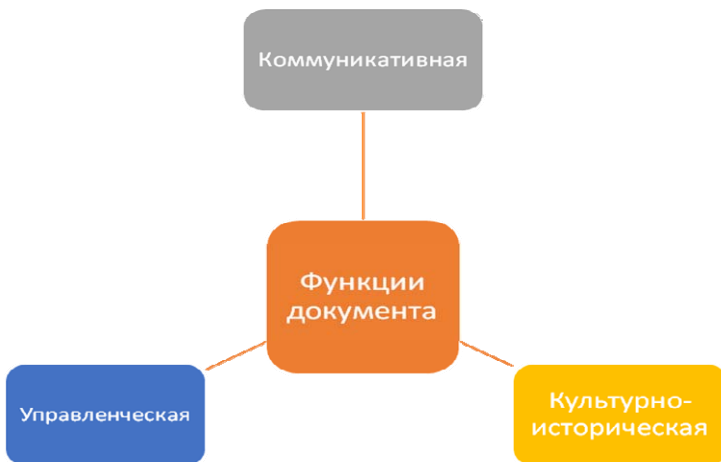 Коммуникативная
Функции
документа
Управленческая
Культурно-
историческая